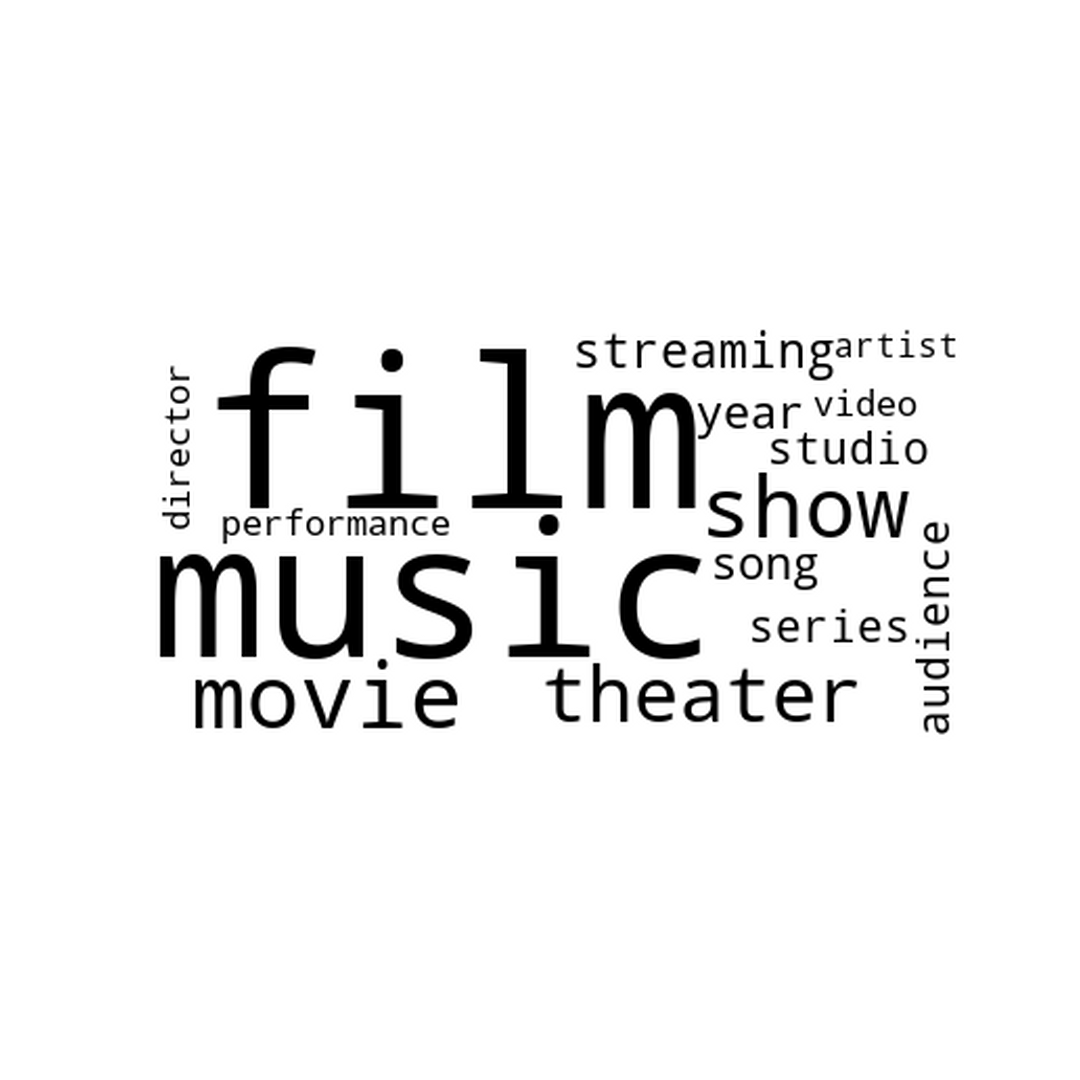 streaming
artist
director
film
year
video
studio
show
performance
music
song
series
audience
movie
theater